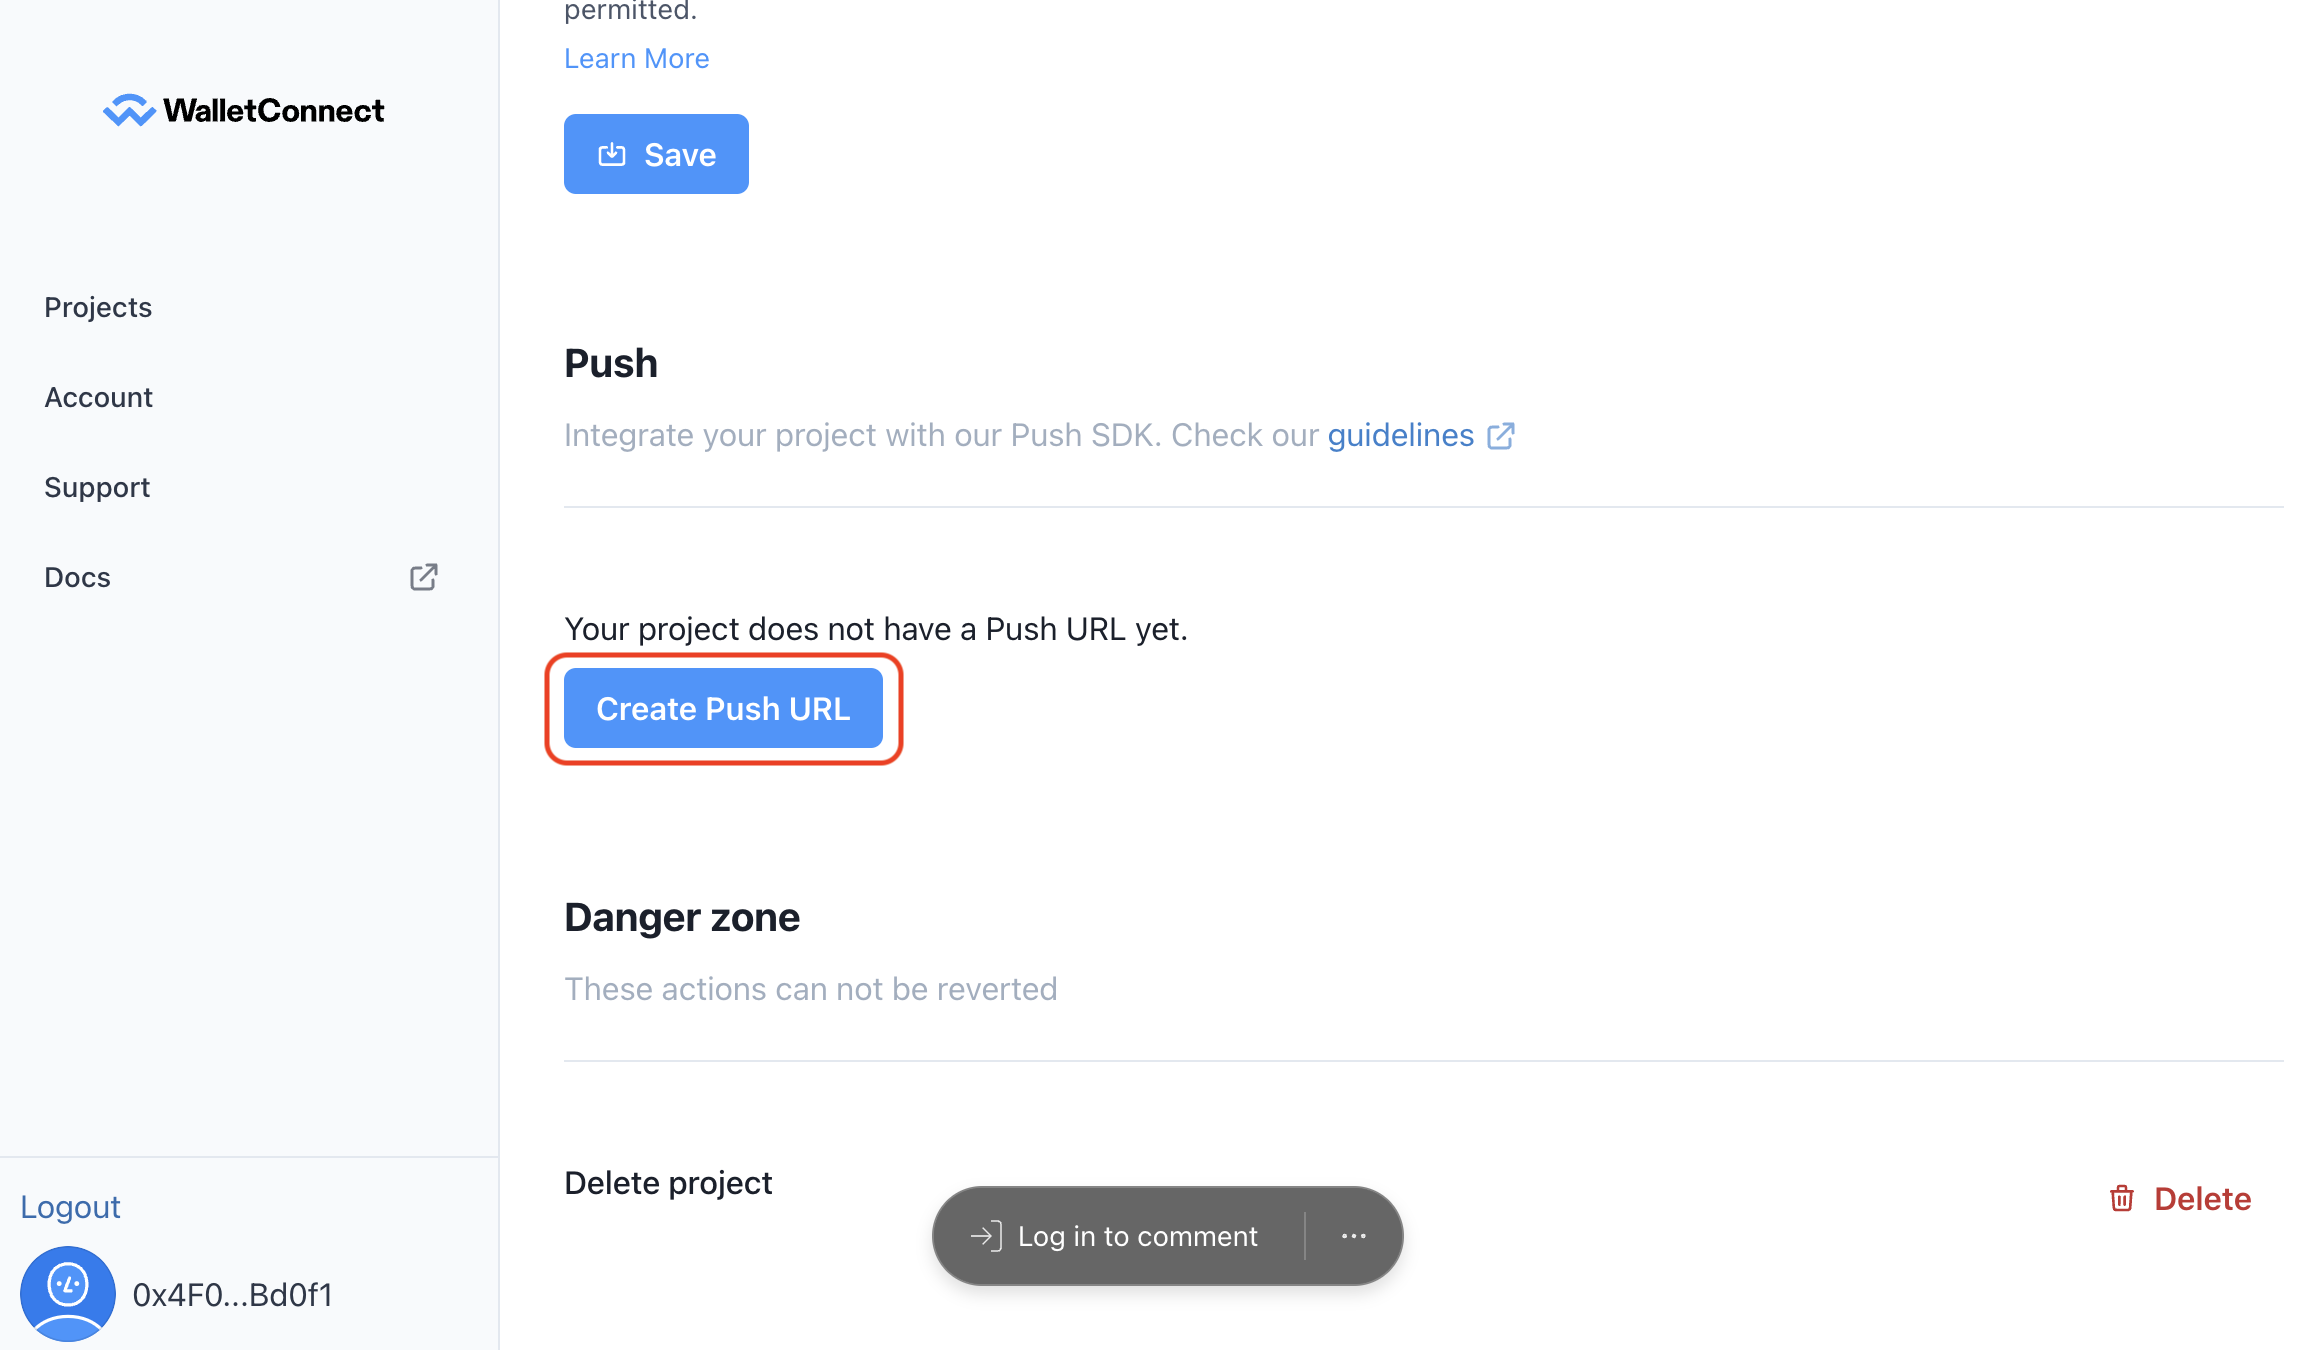 WalletConnect
Projects
Account
Support
Docs
Logout
0x4F0...Bd0f1
permitted.
Learn More
Save
Push
Integrate your project with our Push SDK. Check our guidelines
Your project does not have a Push URL yet.
Create Push URL
Danger zone
These actions can not be reverted
Delete project
Delete
Log in to comment